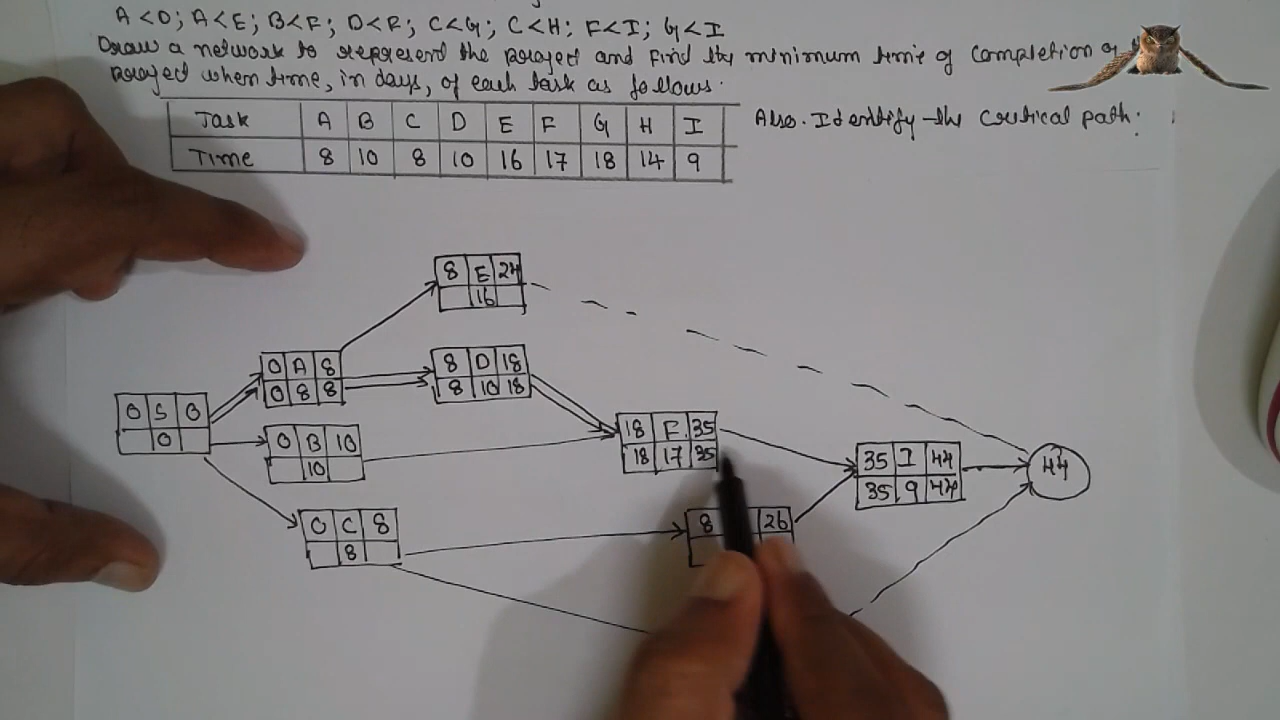 A<D; A<E; B<F; D<F; C<G; C<H; F<I; G<I
Draw a network to represent the project and find the minimum time of completion of
project when time, in days, of each task as follows.
Task A B C D E F G H I
Time 8 10 8 10 16 17 18 14 9
Also. Identify the critical path:
8 E 24
16
0 A 8
0 8 8
8 D 18
8 10 18
0 S 0
0
0 B 10
10
18 F 35
18 17 35
35 I 44
35 9 44
44
0 C 8
8
8 26